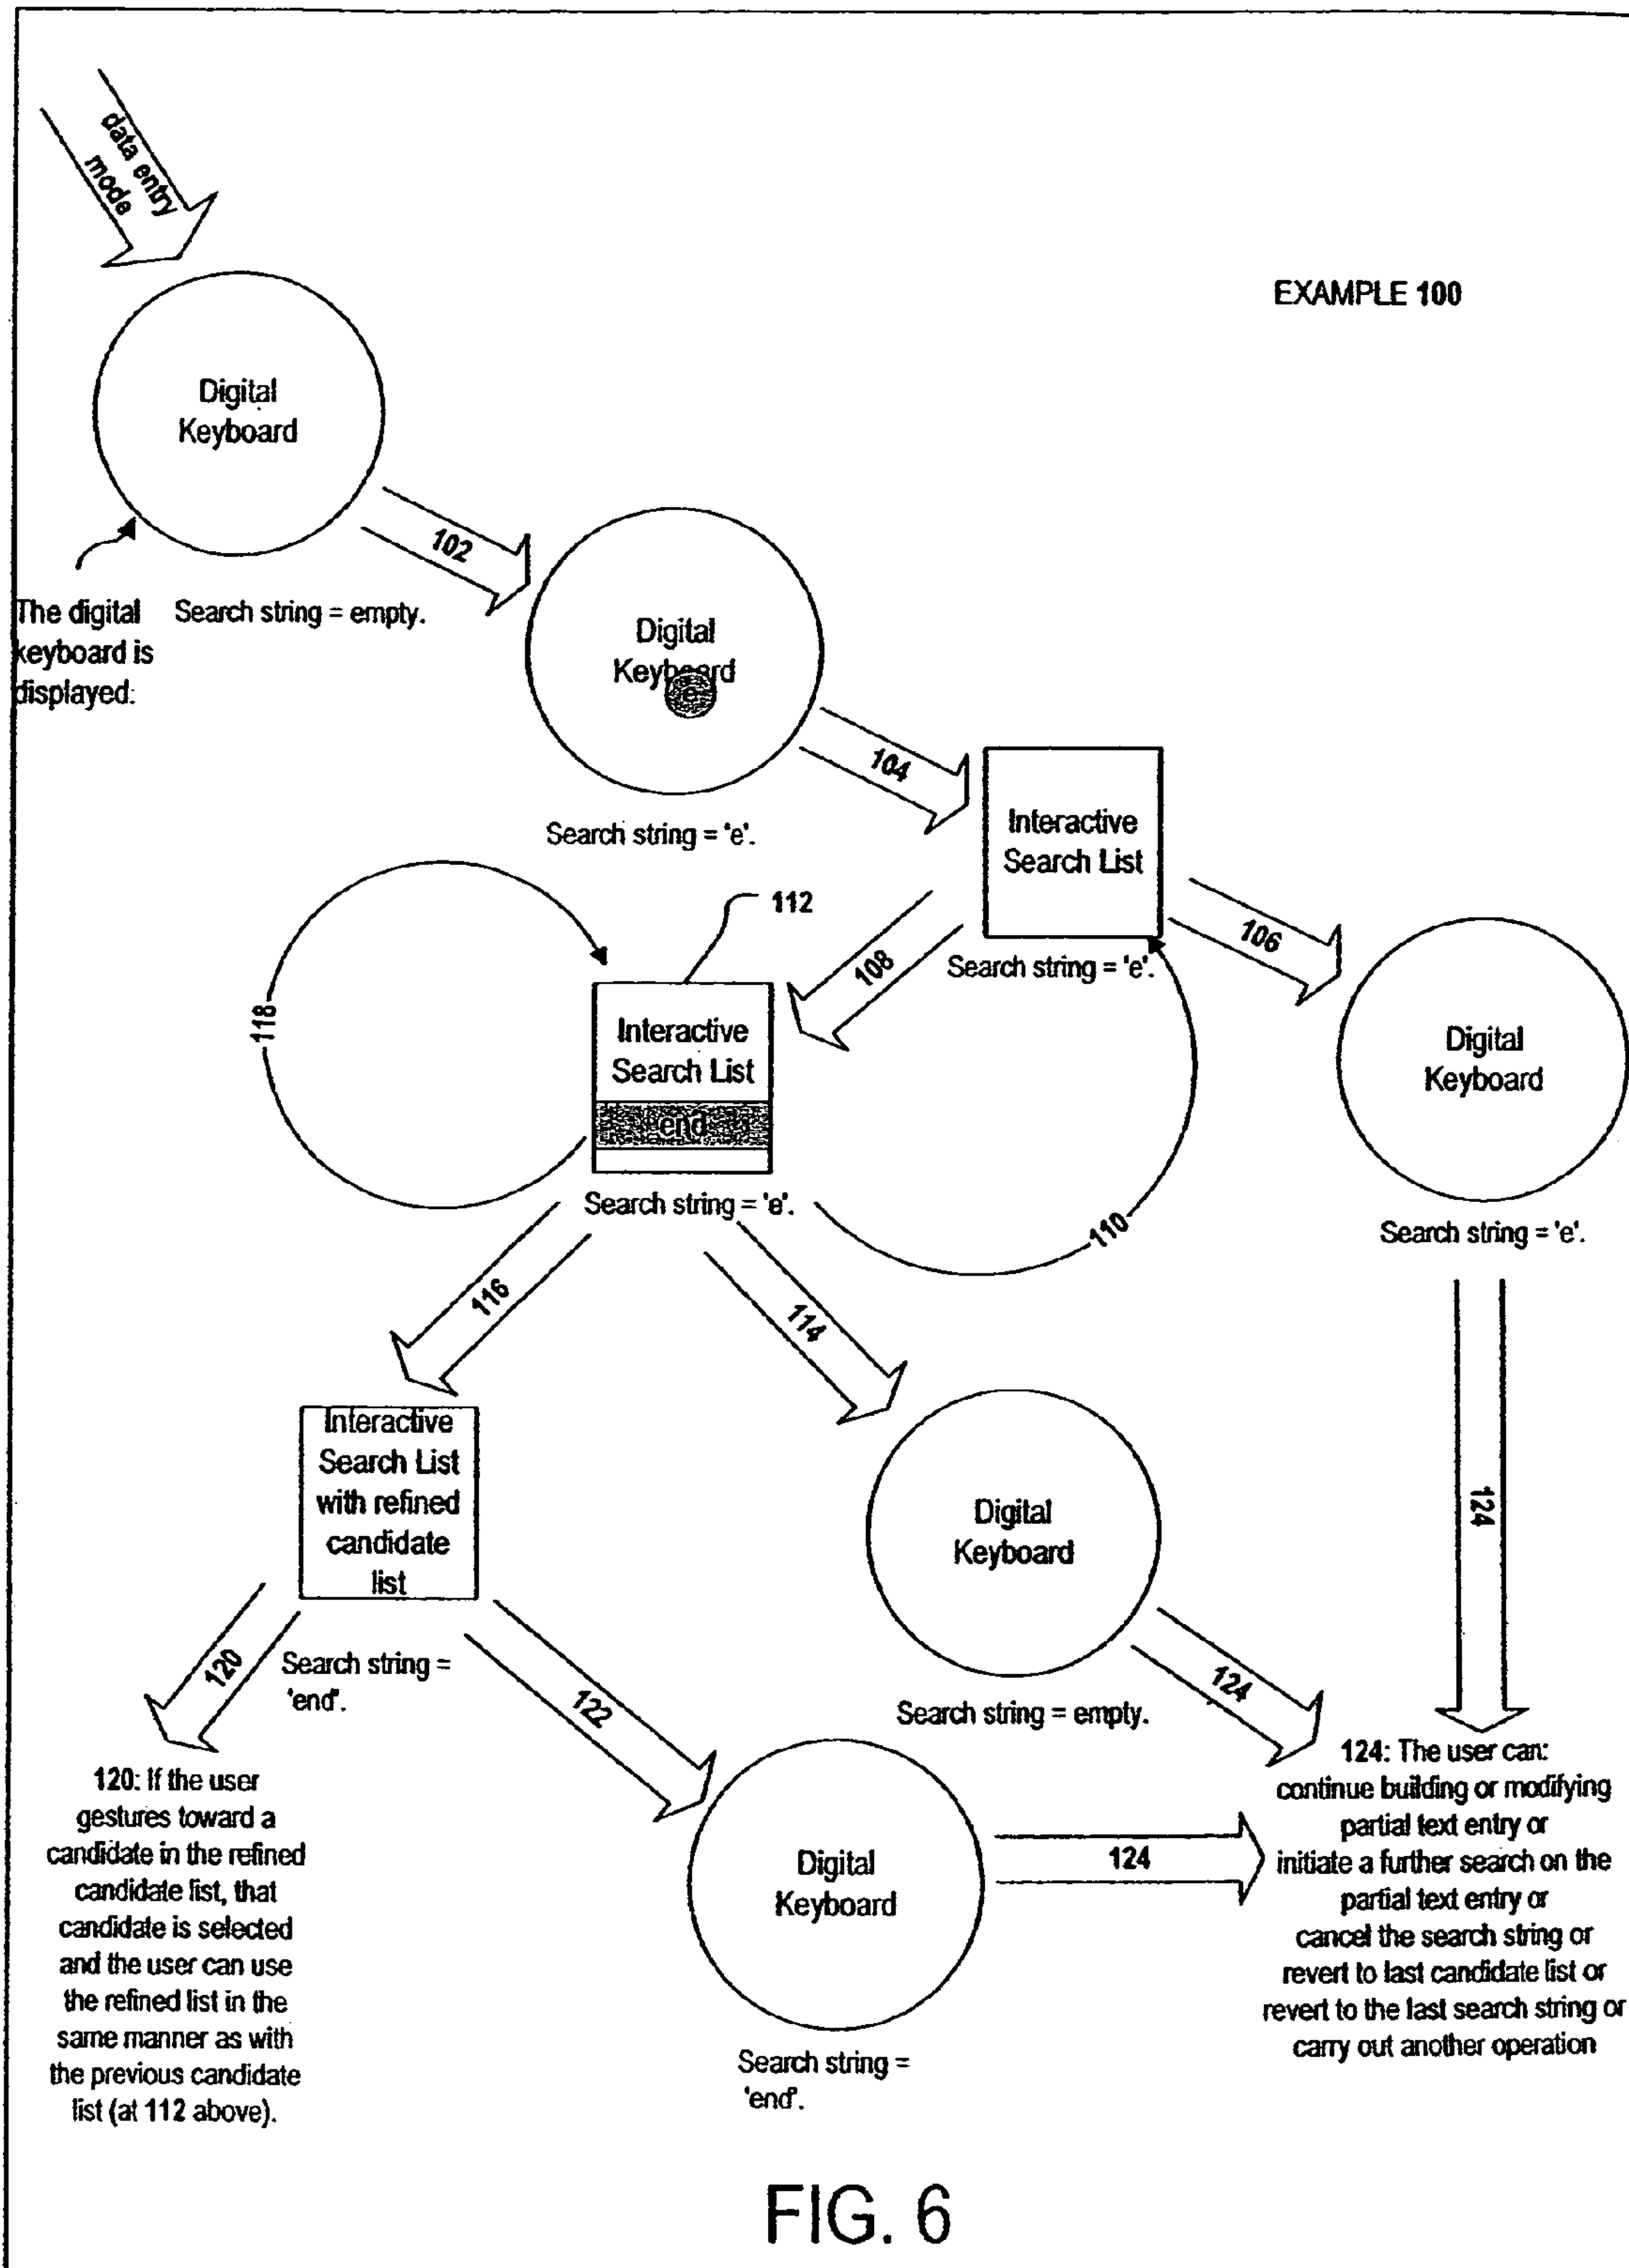 data entry
mode
EXAMPLE 100
Digital
Keyboard
102
The digital
keyboard is
displayed:
Search string = empty.
Digital
Keyboard
e
104
Search string = 'e'.
Interactive
Search List
112
106
108
Search string = 'e'.
118
Interactive
Search List
end
Digital
Keyboard
Search string = 'e'.
110
Search string = 'e'.
116
114
Interactive
Search List
with refined
candidate
list
Digital
Keyboard
124
120
Search string =
'end'.
122
124
Search string = empty.
120: If the user
gestures toward a
candidate in the refined
candidate list, that
candidate is selected
and the user can use
the refined list in the
same manner as with
the previous candidate
list (at 112 above).
Digital
Keyboard
124
Search string =
'end'.
124: The user can:
continue building or modifying
partial text entry or
initiate a further search on the
partial text entry or
cancel the search string or
revert to last candidate list or
revert to the last search string or
carry out another operation
FIG. 6